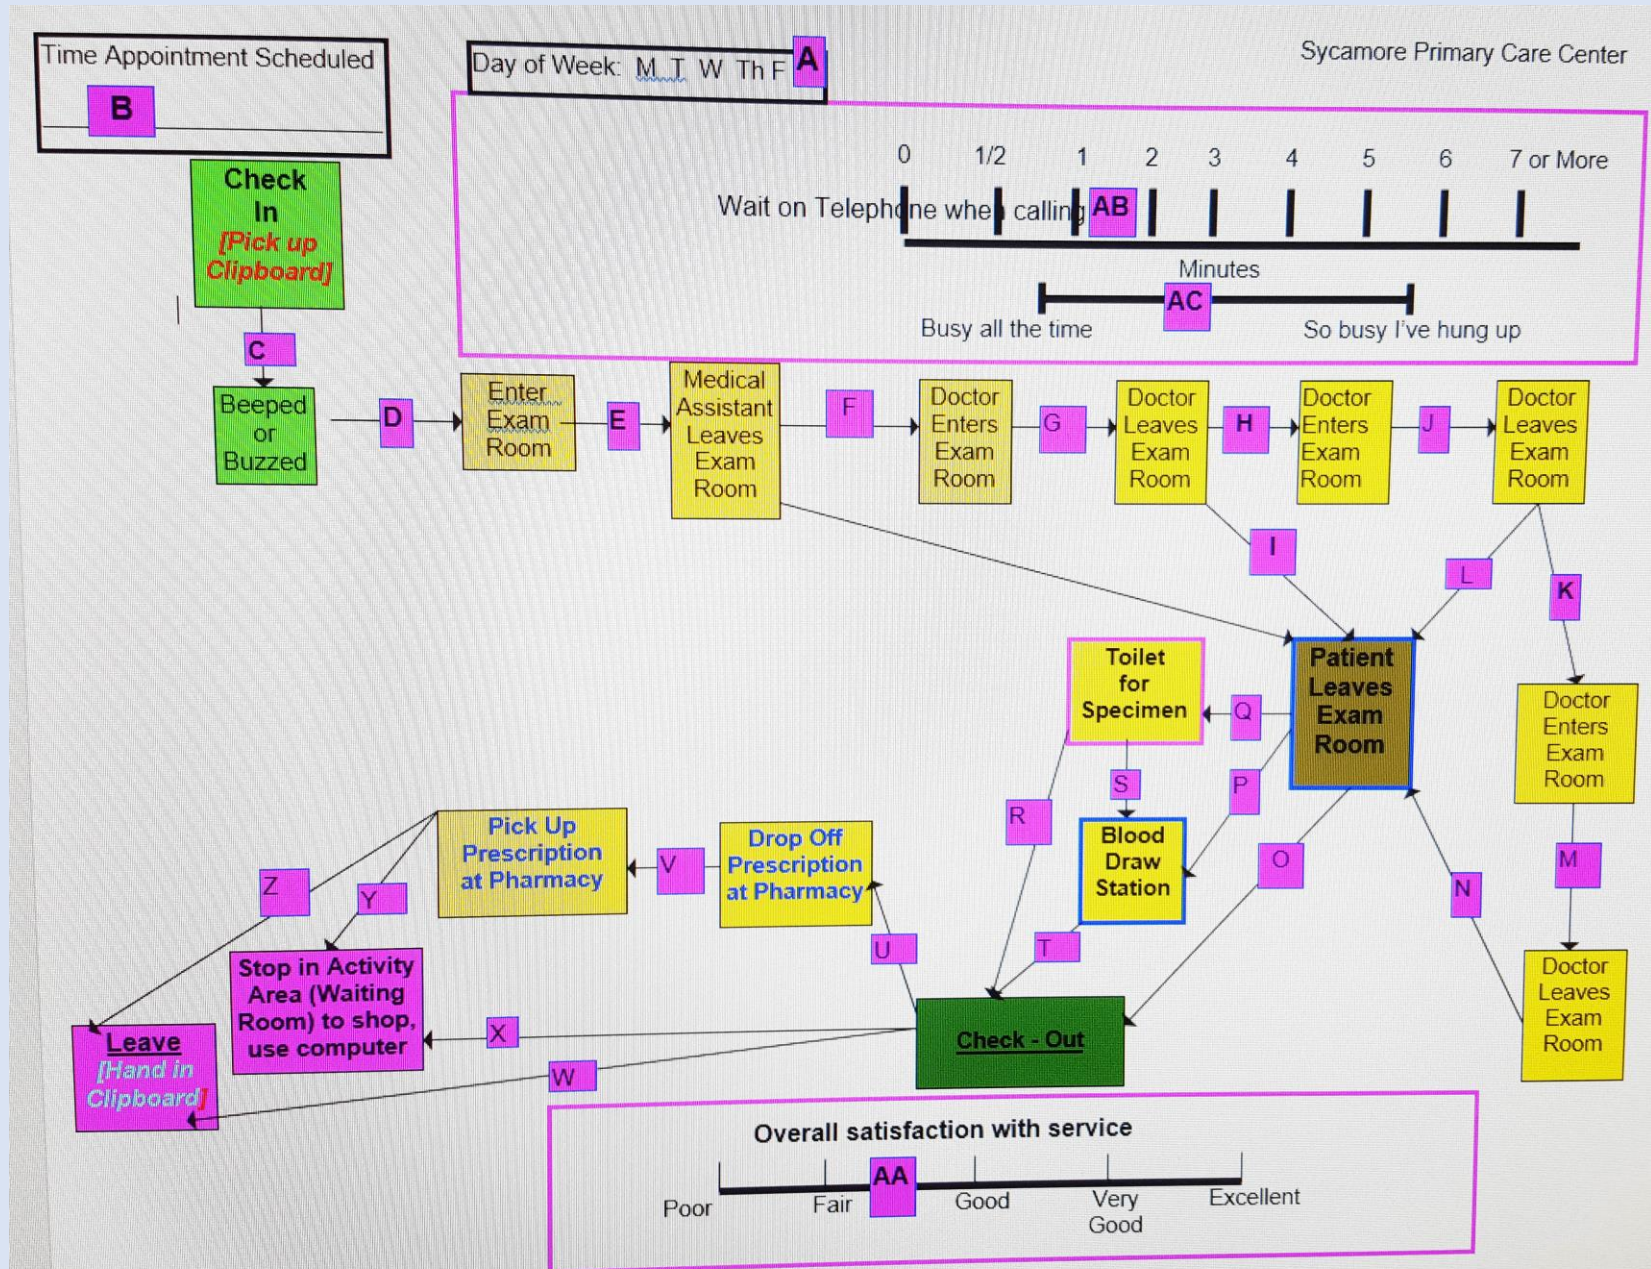 Time Appointment Scheduled
B
Day of Week: M T W Th F A
Sycamore Primary Care Center
0 1/2 1 2 3 4 5 6 7 or More
Wait on Telephone when calling AB
Minutes
AC
Busy all the time So busy I've hung up
Check
In
[Pick up
Clipboard]
C
Beeped
or
Buzzed
D
Enter
Exam
Room
E
Medical
Assistant
Leaves
Exam
Room
F
Doctor
Enters
Exam
Room
G
Doctor
Leaves
Exam
Room
H
Doctor
Enters
Exam
Room
J
Doctor
Leaves
Exam
Room
I
L
K
Toilet
for
Specimen
Q
Patient
Leaves
Exam
Room
Doctor
Enters
Exam
Room
S
P
R
Blood
Draw
Station
O
M
N
T
Doctor
Leaves
Exam
Room
Pick Up
Prescription
at Pharmacy
V
Drop Off
Prescription
at Pharmacy
U
Z
Y
Stop in Activity
Area (Waiting
Room) to shop,
use computer
X
W
Check - Out
Leave
[Hand in
Clipboard]
Overall satisfaction with service
AA
Poor Fair Good Very Excellent
Good